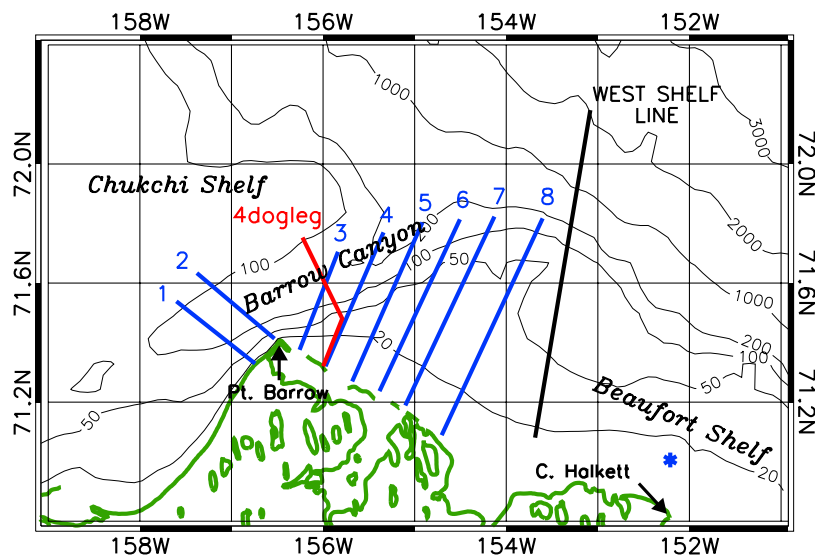 158W 156W 154W 152W
1000
WEST SHELF
LINE
3000
72.0N 72.0N
Chukchi Shelf
4dogleg
5 6 7 8
4
3
200
2000
Barrow Canyon
100
100
50
2
1
71.6N 71.6N
1000
20
200
100
50
Pt. Barrow
71.2N 71.2N
50
Beaufort Shelf
20
C. Halkett
*
158W 156W 154W 152W